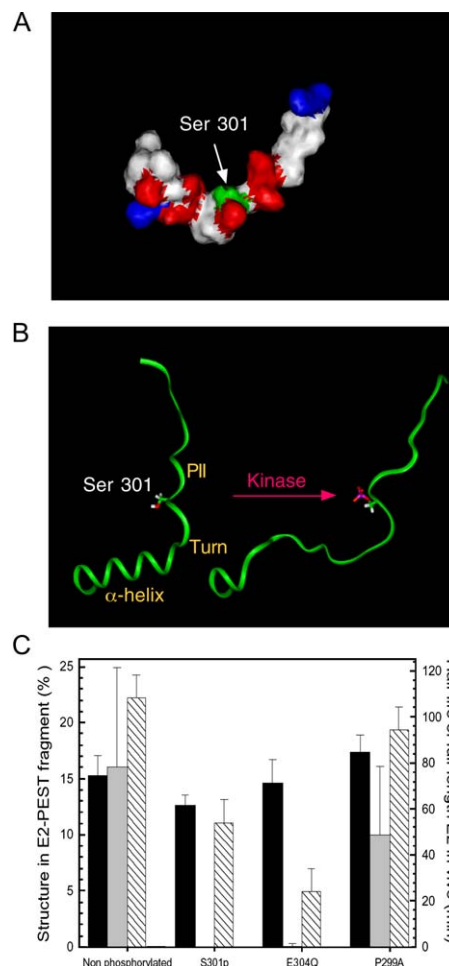 A
Ser 301
B
PII
Ser 301
Kinase
Turn
α-helix
C
Structure in E2-PEST fragment (%)
25
20
15
10
5
0
120
100
80
60
40
20
0
Non phosphorylated
S301p
E304Q
P299A